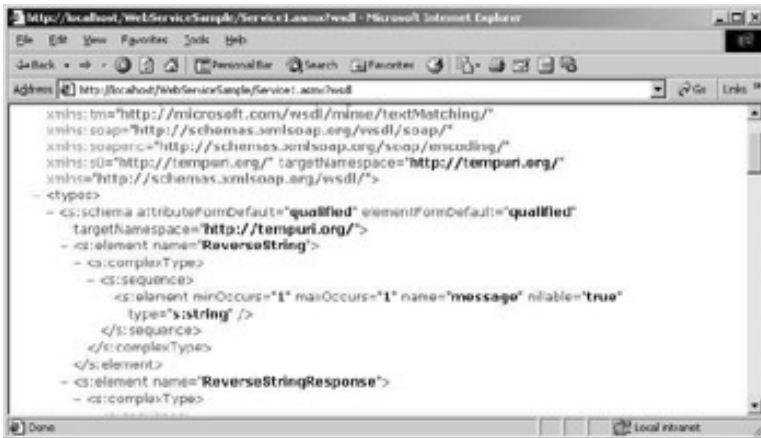 http://localhost/WebServiceSample/Service1.asmx?wsdl - Microsoft Internet Explorer
File Edit View Favorites Tools Help
Back Personal Bar Search Favorites
Address http://localhost/WebServiceSample/Service1.asmx?wsdl Go Links »
xmlns:tm="http://microsoft.com/wsdl/mime/textMatching/"
xmlns:soap="http://schemas.xmlsoap.org/wsdl/soap/"
xmlns:soapenc="http://schemas.xmlsoap.org/soap/encoding/"
xmlns:s0="http://tempuri.org/" targetNamespace="http://tempuri.org/"
xmlns="http://schemas.xmlsoap.org/wsdl/">
- <types>
- <s:schema attributeFormDefault="qualified" elementFormDefault="qualified"
targetNamespace="http://tempuri.org/">
- <s:element name="ReverseString">
- <s:complexType>
- <s:sequence>
<s:element minOccurs="1" maxOccurs="1" name="message" nillable="true"
type="s:string" />
</s:sequence>
</s:complexType>
</s:element>
- <s:element name="ReverseStringResponse">
- <s:complexType>
Done Local intranet